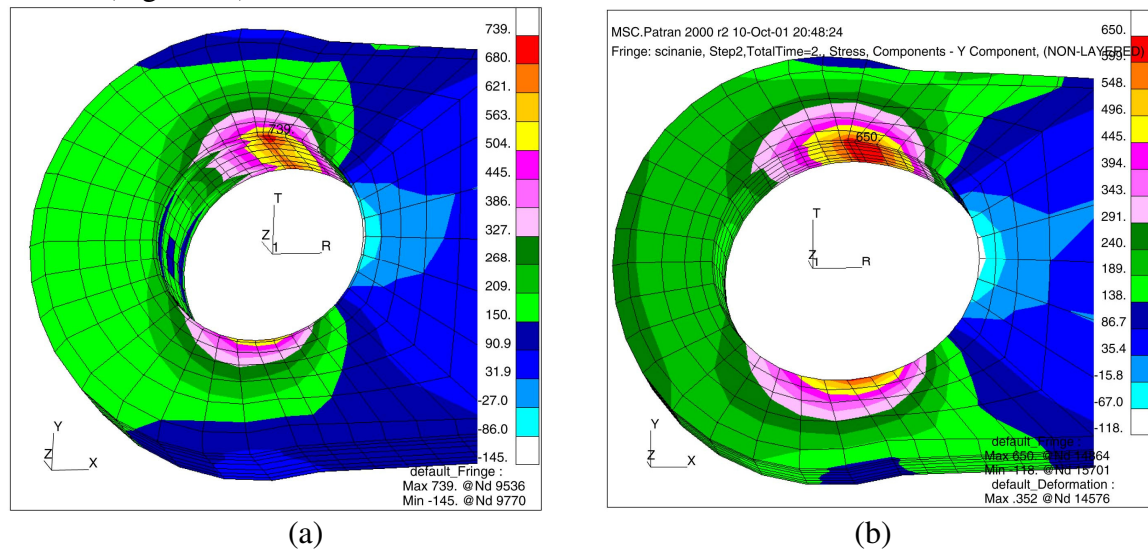 739.
680.
621.
563.
504.
445.
386.
327.
268.
209.
150.
90.9
31.9
-27.0
-86.0
-145.
739.
T
Z
1
R
Y
Z
X
default_Fringe :
Max 739. @Nd 9536
Min -145. @Nd 9770
(a)
MSC.Patran 2000 r2 10-Oct-01 20:48:24
Fringe: scinanie, Step2,TotalTime=2., Stress, Components - Y Component, (NON-LAYERED)
650.
599.
548.
496.
445.
394.
343.
291.
240.
189.
138.
86.7
35.4
-15.8
-67.0
-118.
650.
T
Z
1
R
Y
Z
X
default_Fringe :
Max 650. @Nd
Min -118. @Nd 15701
default_Deformation :
Max .352 @Nd 14576
(b)